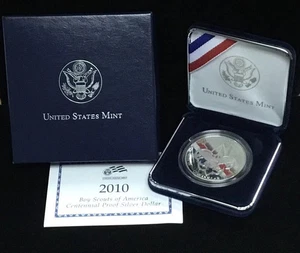 UNITED STATES MINT
UNITED STATES MINT
2010
Boy Scouts of America
Centennial Proof Silver Dollar